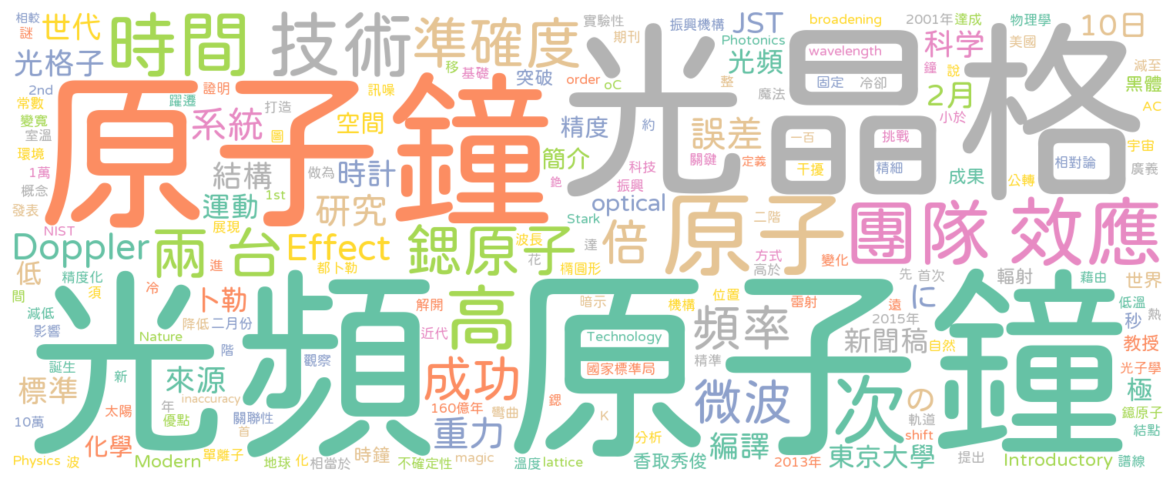 相較 世代 時間 技術 準確度 實驗性 期刊 振興機構 JST broadening 2001年 達成 物理學 10日
謎 光格子 移 基礎 突破 order oC Photonics 光頻 wavelength 科学 美國 鐘 說 減至
2nd 躍遷 證明 訊噪 整 魔法 固定 冷卻 2月 黑體
常數 打造 精度 約 誤差 小於 AC
變寬 系統 圖 空間 一百 挑戰 宇宙
室溫 原子鐘 光晶格
環境 簡介 關鍵 定義 干擾 精細 相對論
1萬 結構 做為 時計 科技 成果 公轉 廣義
概念 1st 振興 銫
發表 運動 研究 optical
NIST 展現 Stark 倍 原子 二階 團隊 效應
Doppler 兩 台 Effect 鍶原子 波長 達
低 進 都卜勒 花 方式 變化
精度化 橢圓形 高於 輻射 先 首次 藉由 世界
間 須 冷 卜勒 解開 高 暗示 機構 位置 雷射 遠 に 低溫 熱
減低 降低 二月份 2015年 秒
影響 Nature 近代 Technology 頻率 新聞稿 自然 教授
光頻原子鐘
誕生 階 觀察 精準 光子學
標準 新 來源 成功 國家標準局 微波 次 の 極
inaccuracy 160億年 彎曲 鍶 軌道 鏡原子
10萬 太陽 年 優點 關聯性 重力 K shift 結點
化學 首 時鐘 分析 編譯 東京大學
Physics 波 Modern 單離子 地球 化 相當於 不確定性 magic 溫度 lattice 香取秀俊 2013年 提出 Introductory 譜線